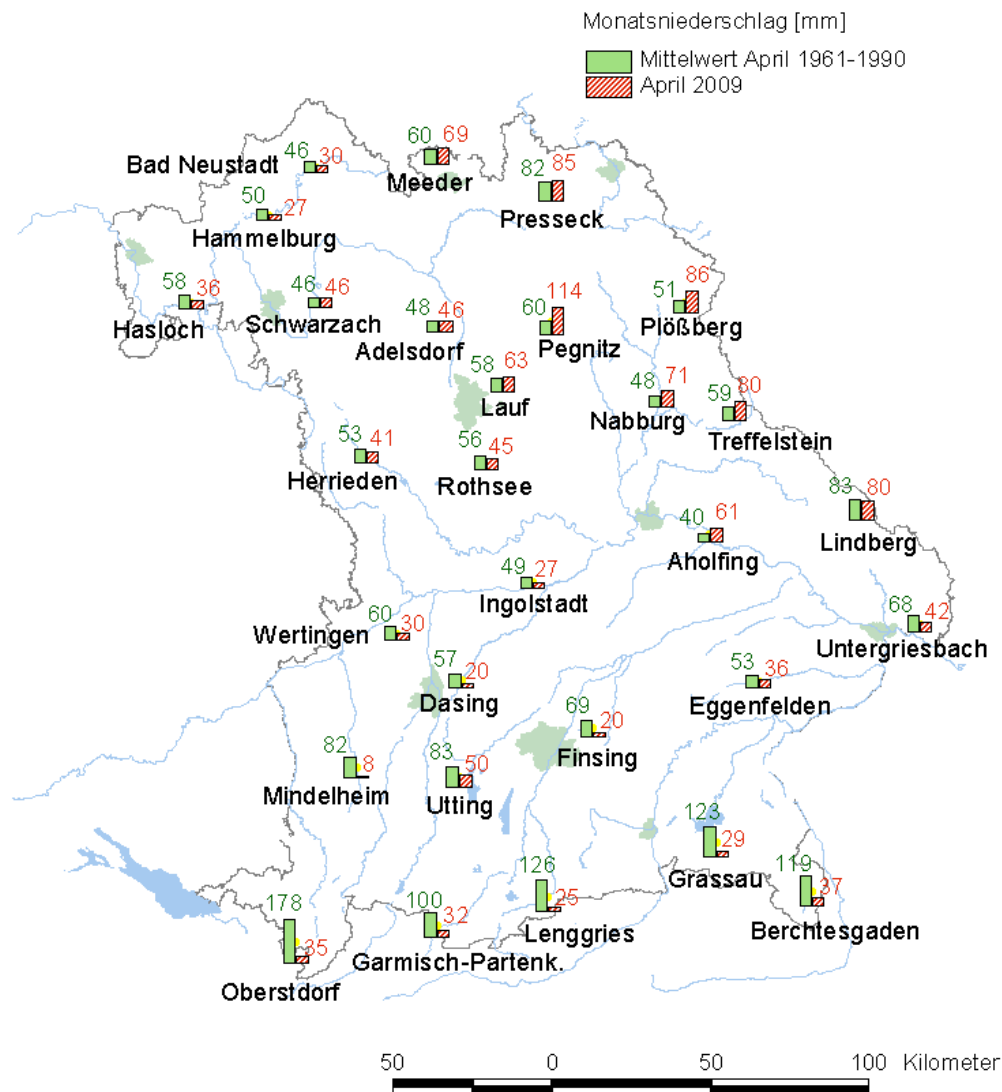 Monatsniederschlag [mm]
Mittelwert April 1961-1990
April 2009
60 69
Meeder
46 30
Bad Neustadt
82 85
Presseck
50 27
Hammelburg
58 36
Hasloch
46 46
Schwarzach
48 46
Adelsdorf
60 114
Pegnitz
51 86
Plößberg
58 63
Lauf
48 71
Nabburg
59 80
Treffelstein
53 41
Herrieden
56 45
Rothsee
83 80
Lindberg
40 61
Aholfing
49 27
Ingolstadt
60 30
Wertingen
68 42
Untergriesbach
57 20
Dasing
53 36
Eggenfelden
69 20
Finsing
82 8
Mindelheim
83 50
Utting
123 29
Grassau
119 37
Berchtesgaden
126 25
Lenggries
100 32
Garmisch-Partenk.
178 35
Oberstdorf
50 0 50 100 Kilometer